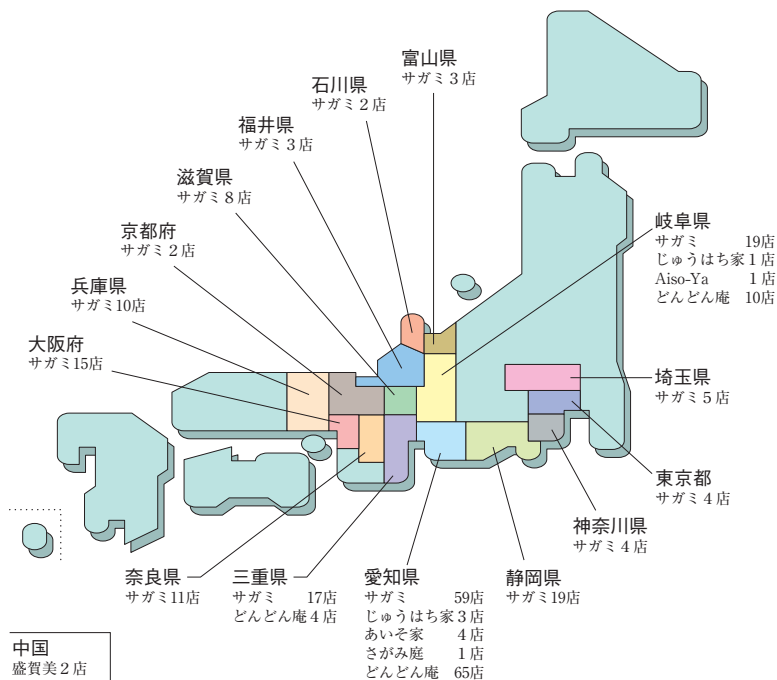 富山県
サガミ3店
石川県
サガミ2店
福井県
サガミ3店
滋賀県
サガミ8店
京都府
サガミ2店
兵庫県
サガミ10店
大阪府
サガミ15店
岐阜県
サガミ 19店
じゅうはち家1店
Aiso-Ya 1店
どんどん庵 10店
埼玉県
サガミ5店
東京都
サガミ4店
神奈川県
サガミ4店
静岡県
サガミ19店
愛知県
サガミ 59店
じゅうはち家3店
あいそ家 4店
さがみ庭 1店
どんどん庵 65店
三重県
サガミ 17店
どんどん庵4店
奈良県
サガミ11店
中国
盛賀美2店